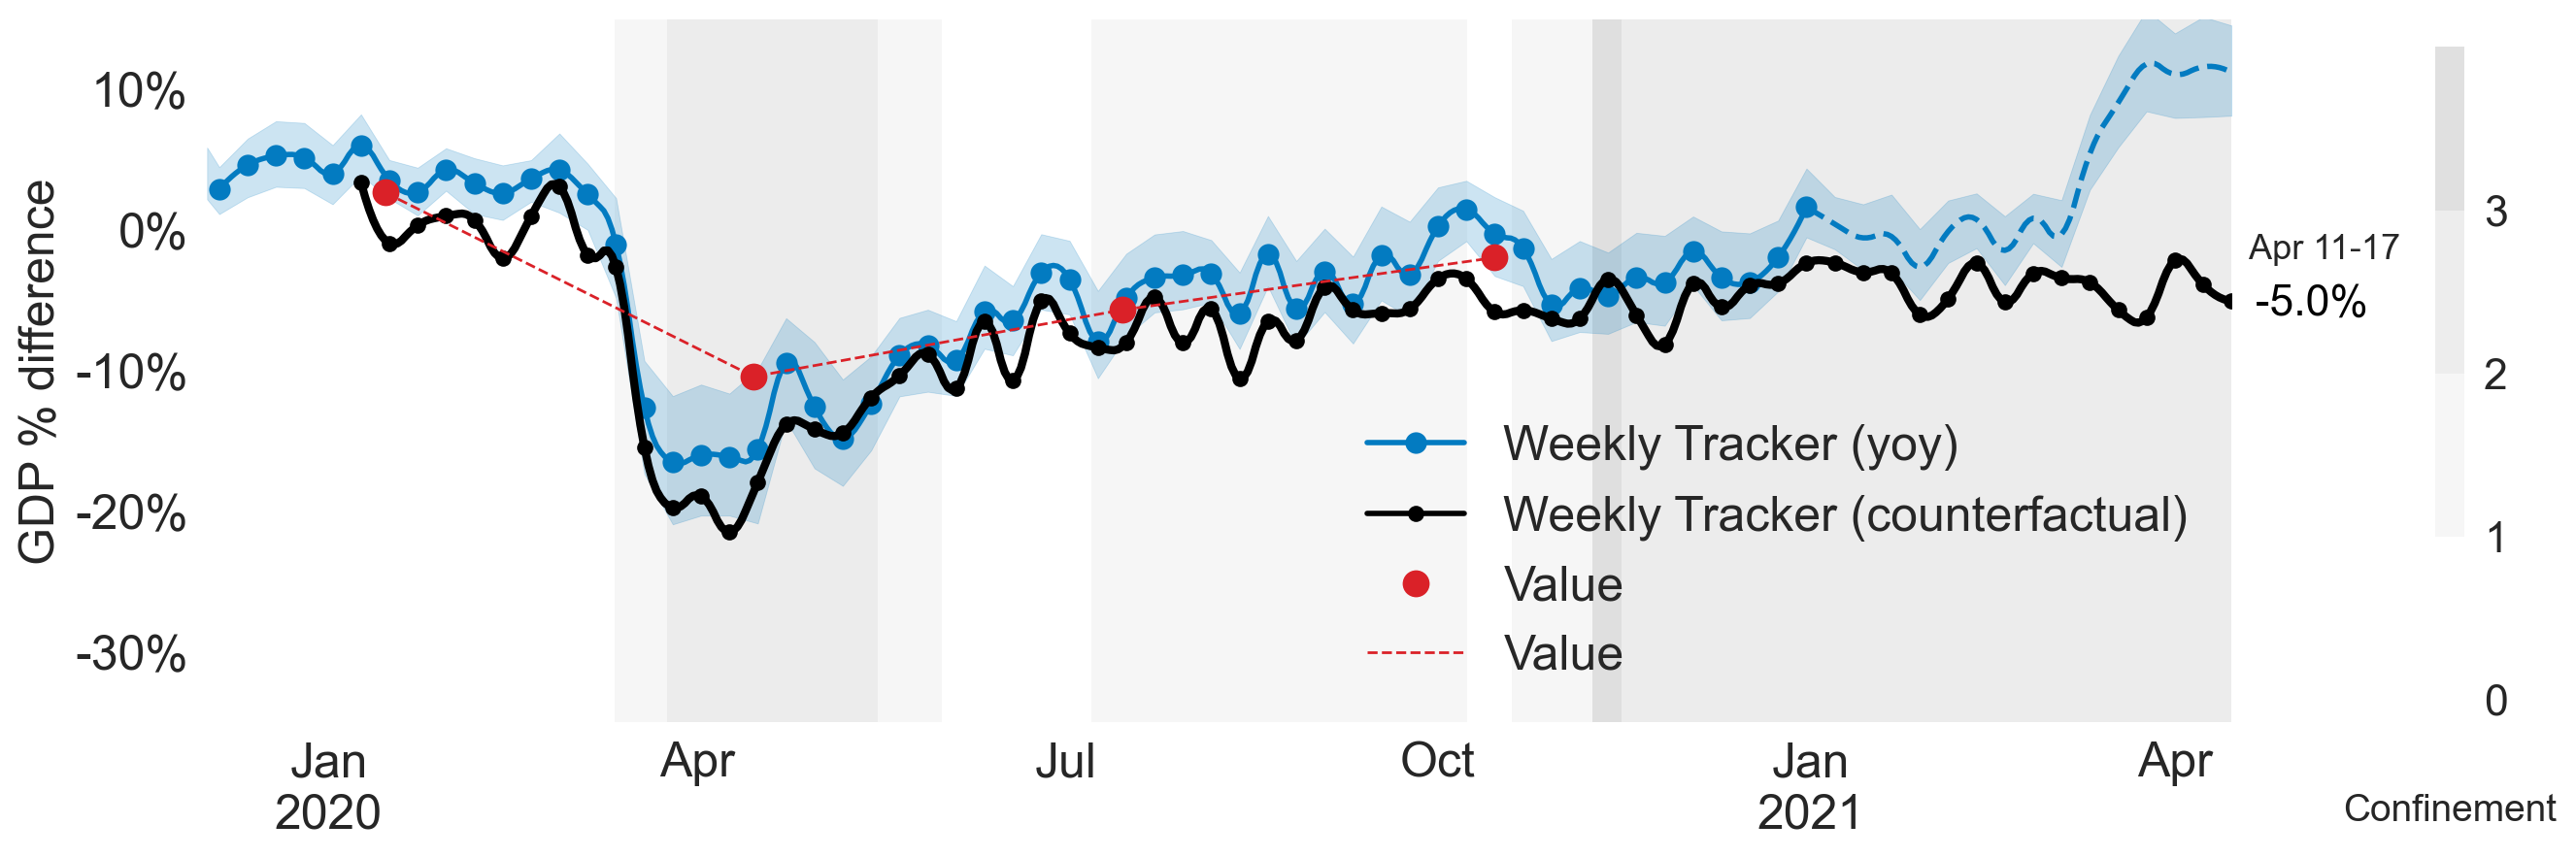 GDP % difference
10%
0%
-10%
-20%
-30%
Jan
2020
Apr
Jul
Oct
Jan
2021
Apr
Weekly Tracker (yoy)
Weekly Tracker (counterfactual)
Value
Value
Apr 11-17
-5.0%
3
2
1
0
Confinement